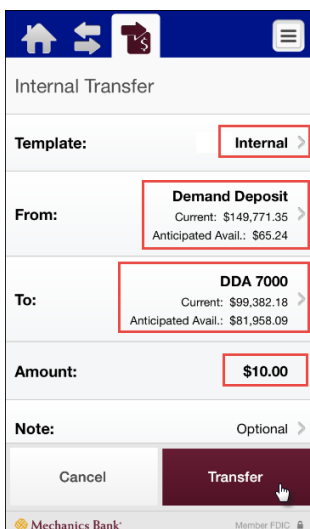 Internal Transfer
Template: Internal
Demand Deposit
From: Current: $149,771.35
Anticipated Avail.: $65.24
DDA 7000
To: Current: $99,382.18
Anticipated Avail.: $81,958.09
Amount: $10.00
Note: Optional
Cancel Transfer
Mechanics Bank Member FDIC